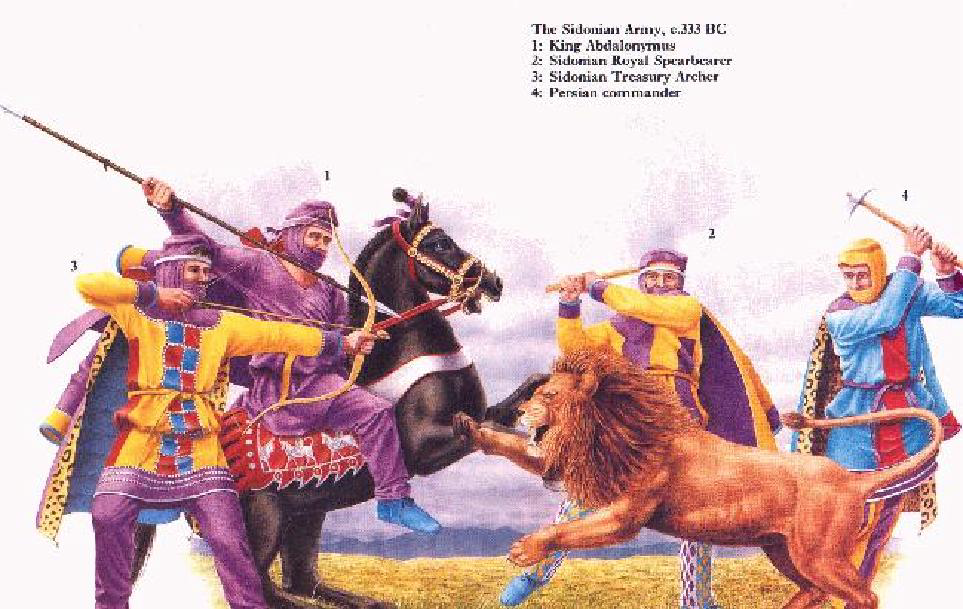 The Sidonian Army, c.333 BC
1: King Abdalonymus
2: Sidonian Royal Spearbearer
3: Sidonian Treasury Archer
4: Persian commander
1
4
2
3